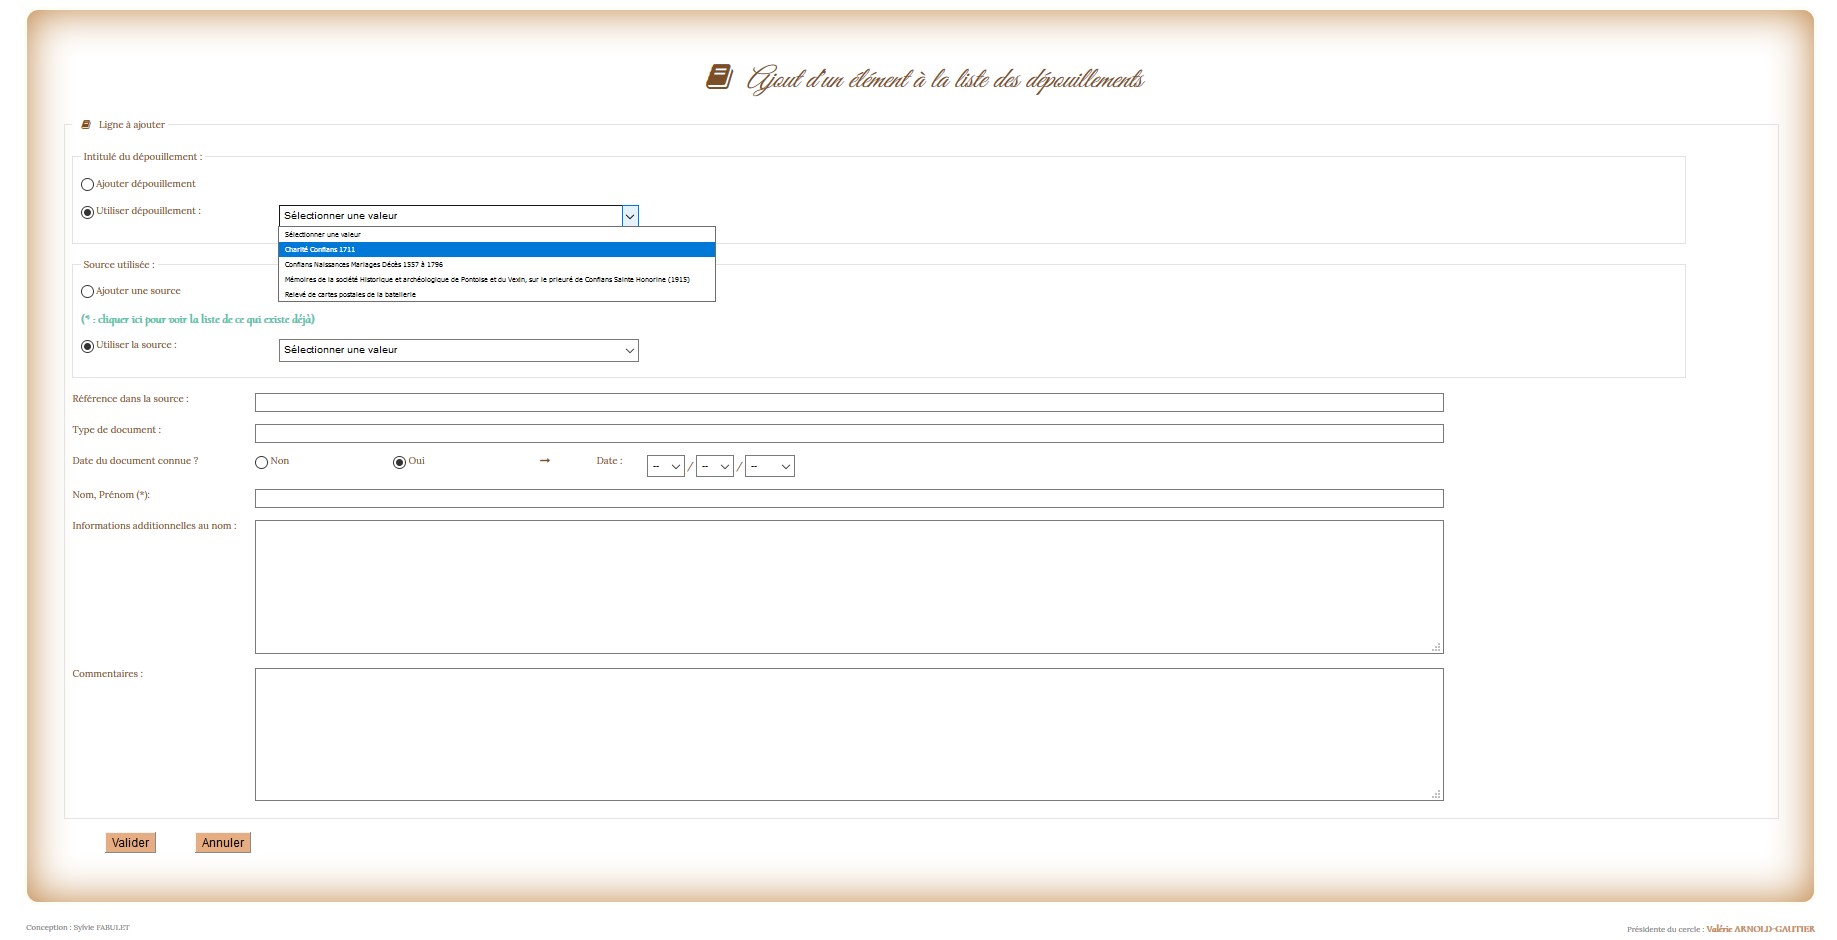 Ajout d'un élément à la liste des dépouillements
Ligne à ajouter
Intitulé du dépouillement :
Ajouter dépouillement
Utiliser dépouillement :
Sélectionner une valeur
Sélectionner une valeur
Charité Conflans 1711
Conflans Naissances Mariages Décès 1557 à 1796
Mémoires de la société Historique et archéologique de Pontoise et du Vexin, sur le prieuré de Conflans Sainte Honorine (1915)
Relevé de cartes postales de la batellerie
Source utilisée :
Ajouter une source
(* : cliquer ici pour voir la liste de ce qui existe déjà)
Utiliser la source :
Sélectionner une valeur
Référence dans la source :
Type de document :
Date du document connue ? Non Oui → Date : -- / -- / --
Nom, Prénom (*):
Informations additionnelles au nom :
Commentaires :
Valider Annuler
Conception : Sylvie FABULET
Présidente du cercle : Valérie ARNOLD-GAUTIER